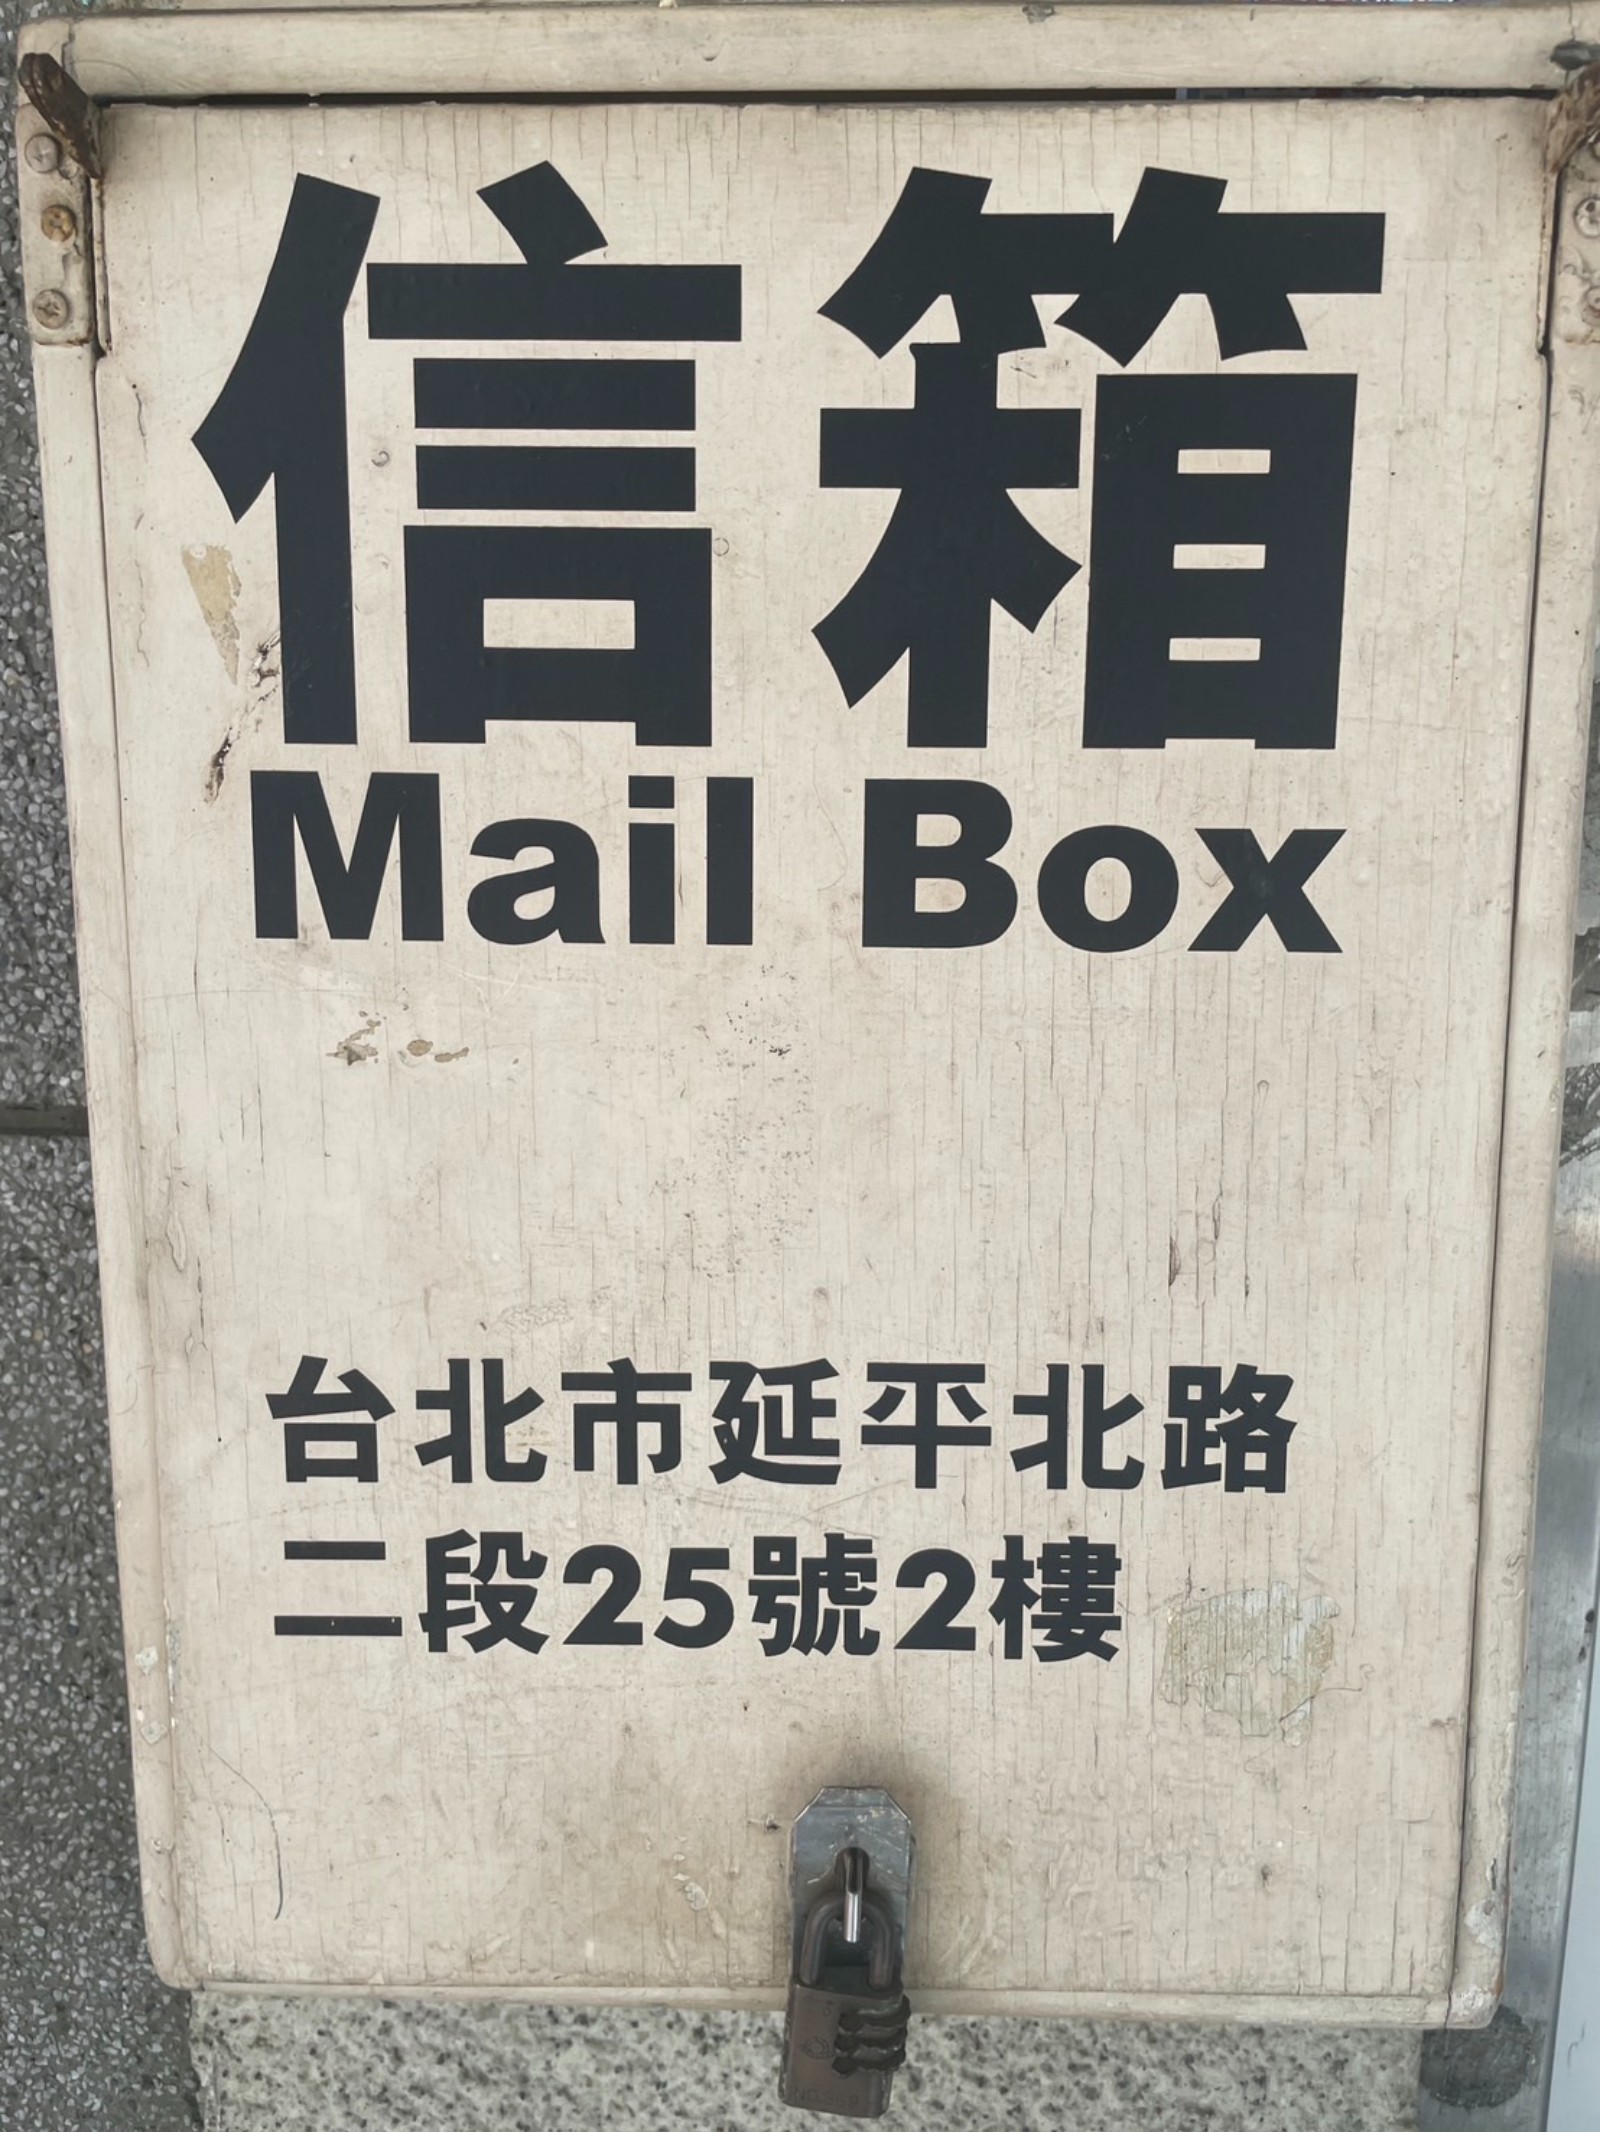 信箱
Mail Box
台北市延平北路
二段25號2樓